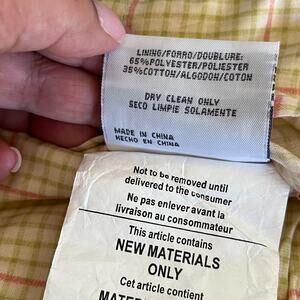 LINING/FORRO/DOUBLURE:
65%POLYESTER/POLIESTER
35%COTTON/ALGODON/COTON
DRY CLEAN ONLY
SECO LIMPIE SOLAMENTE
MADE IN CHINA
HECHO EN CHINA
Not to be removed until
delivered to the consumer
Ne pas enlever avant la
livraison au consommateur
This article contains
NEW MATERIALS
ONLY
Cet article contient